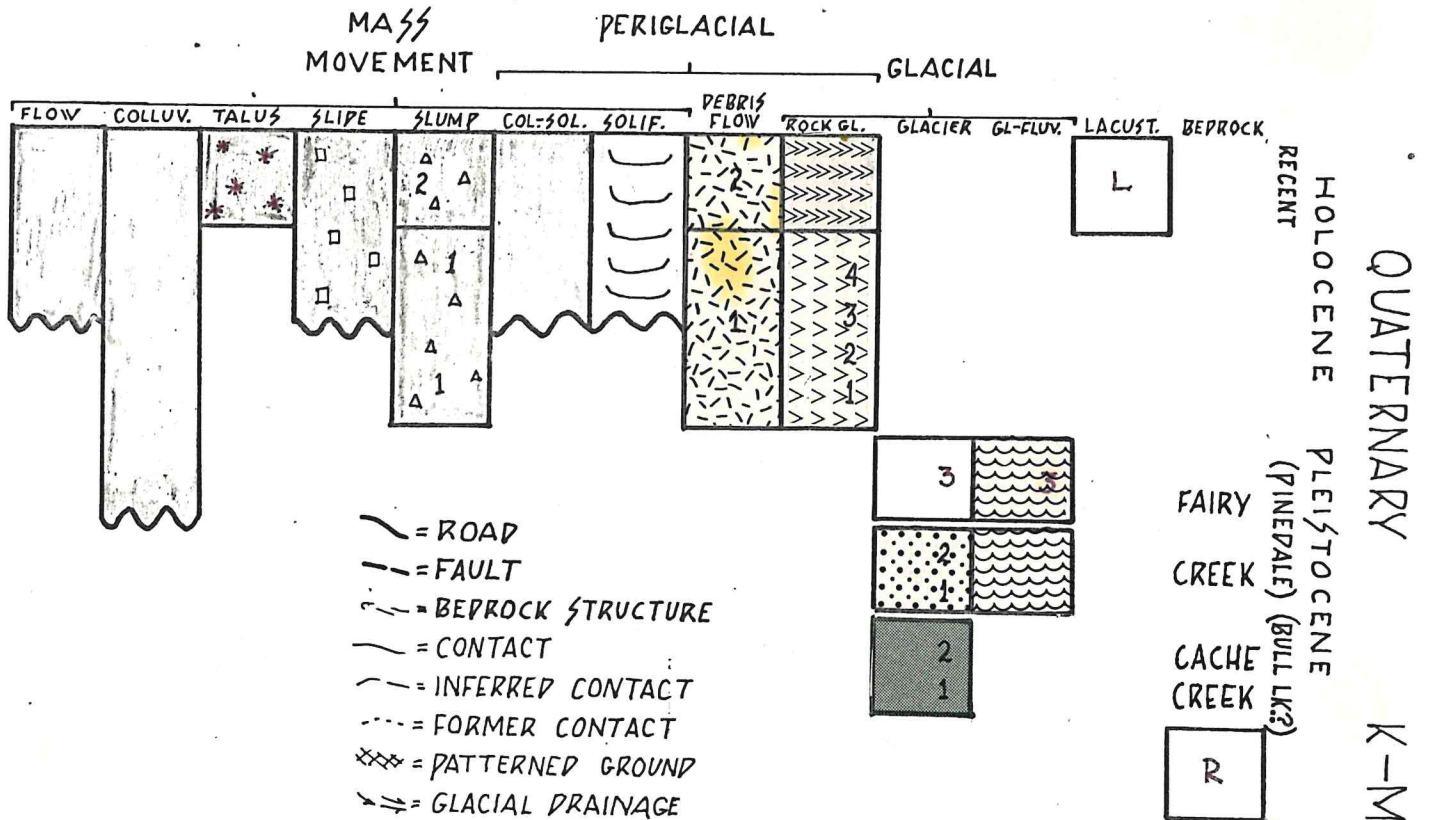 MASS MOVEMENT
PERIGLACIAL
GLACIAL
FLOW COLLUV. TALUS SLIDE SLUMP COL-SOL. SOLIF. DEBRIS FLOW ROCK GL. GLACIER GL-FLUV. LACUST. BEDROCK
2
1
1
2
1
4
3
2
1
L
3
3
2
1
2
1
R
= ROAD
= FAULT
= BEDROCK STRUCTURE
= CONTACT
= INFERRED CONTACT
= FORMER CONTACT
= PATTERNED GROUND
= GLACIAL DRAINAGE
FAIRY
CREEK
CACHE
CREEK
RECENT
(PINEDALE) (BULL LK?)
HOLOCENE PLEISTOCENE
QUATERNARY K-M